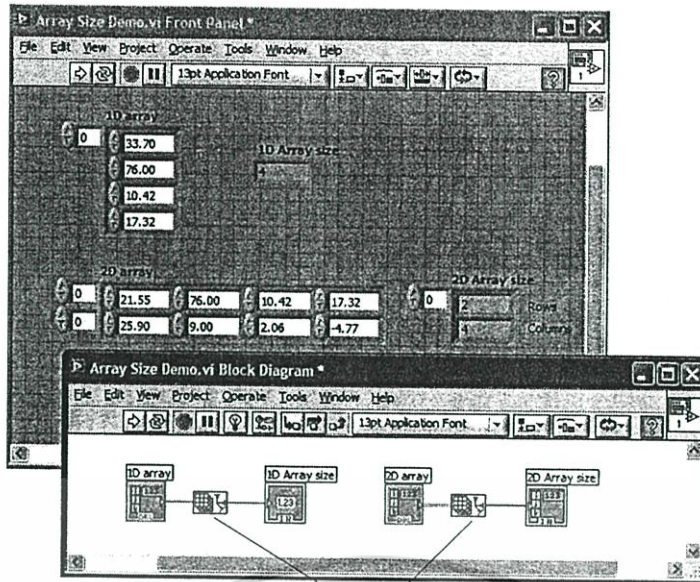 Array Size Demo.vi Front Panel *
File Edit View Project Operate Tools Window Help
13pt Application Font
1
1D array
0
33.70
76.00
10.42
17.32
1D Array size
4
2D array
0
0
21.55 76.00 10.42 17.32
25.90 9.00 2.06 -4.77
2D Array size
0
2 Rows
4 Columns
Array Size Demo.vi Block Diagram *
File Edit View Project Operate Tools Window Help
13pt Application Font
1
1D array
1D Array size
1.23
2D array
2D Array size